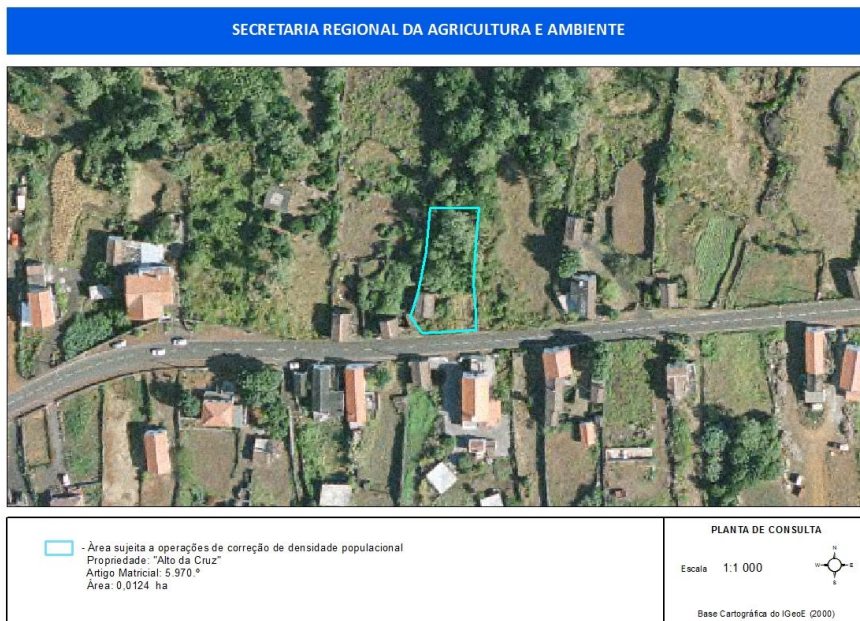 SECRETARIA REGIONAL DA AGRICULTURA E AMBIENTE
- Área sujeita a operações de correção de densidade populacional
Propriedade: "Alto da Cruz"
Artigo Matricial: 5.970.º
Área: 0,0124 ha
PLANTA DE CONSULTA
Escala 1:1 000
N
W E
S
Base Cartográfica do IGeoE (2000)